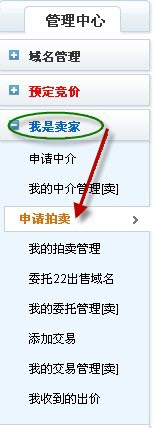 管理中心
域名管理
预定竞价
我是卖家
申请中介
我的中介管理[卖]
申请拍卖
我的拍卖管理
委托22出售域名
我的委托管理[卖]
添加交易
我的交易管理[卖]
我收到的出价